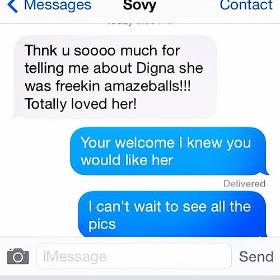 Messages Sovy Contact
Thnk u soooo much for
telling me about Digna she
was freekin amazeballs!!!
Totally loved her!
Your welcome I knew you
would like her
Delivered
I can't wait to see all the
pics
iMessage Send